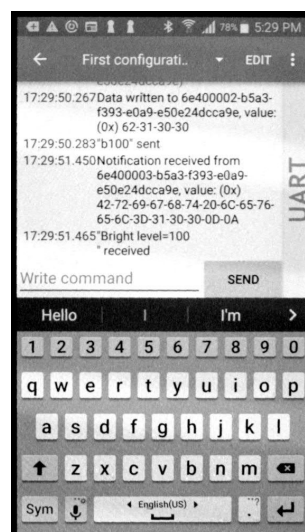 78% 5:29 PM
First configurati.. EDIT
e50e24dcca9e)
17:29:50.267 Data written to 6e400002-b5a3-
f393-e0a9-e50e24dcca9e, value:
(0x) 62-31-30-30
17:29:50.283 "b100" sent
17:29:51.450 Notification received from
6e400003-b5a3-f393-e0a9-
e50e24dcca9e, value: (0x)
42-72-69-67-68-74-20-6C-65-76-
65-6C-3D-31-30-30-0D-0A
17:29:51.465 "Bright level=100
" received
UART
Write command SEND
Hello I I'm >
1 2 3 4 5 6 7 8 9 0
q w e r t y u i o p
a s d f g h j k l
z x c v b n m
Sym English(US) . ,?